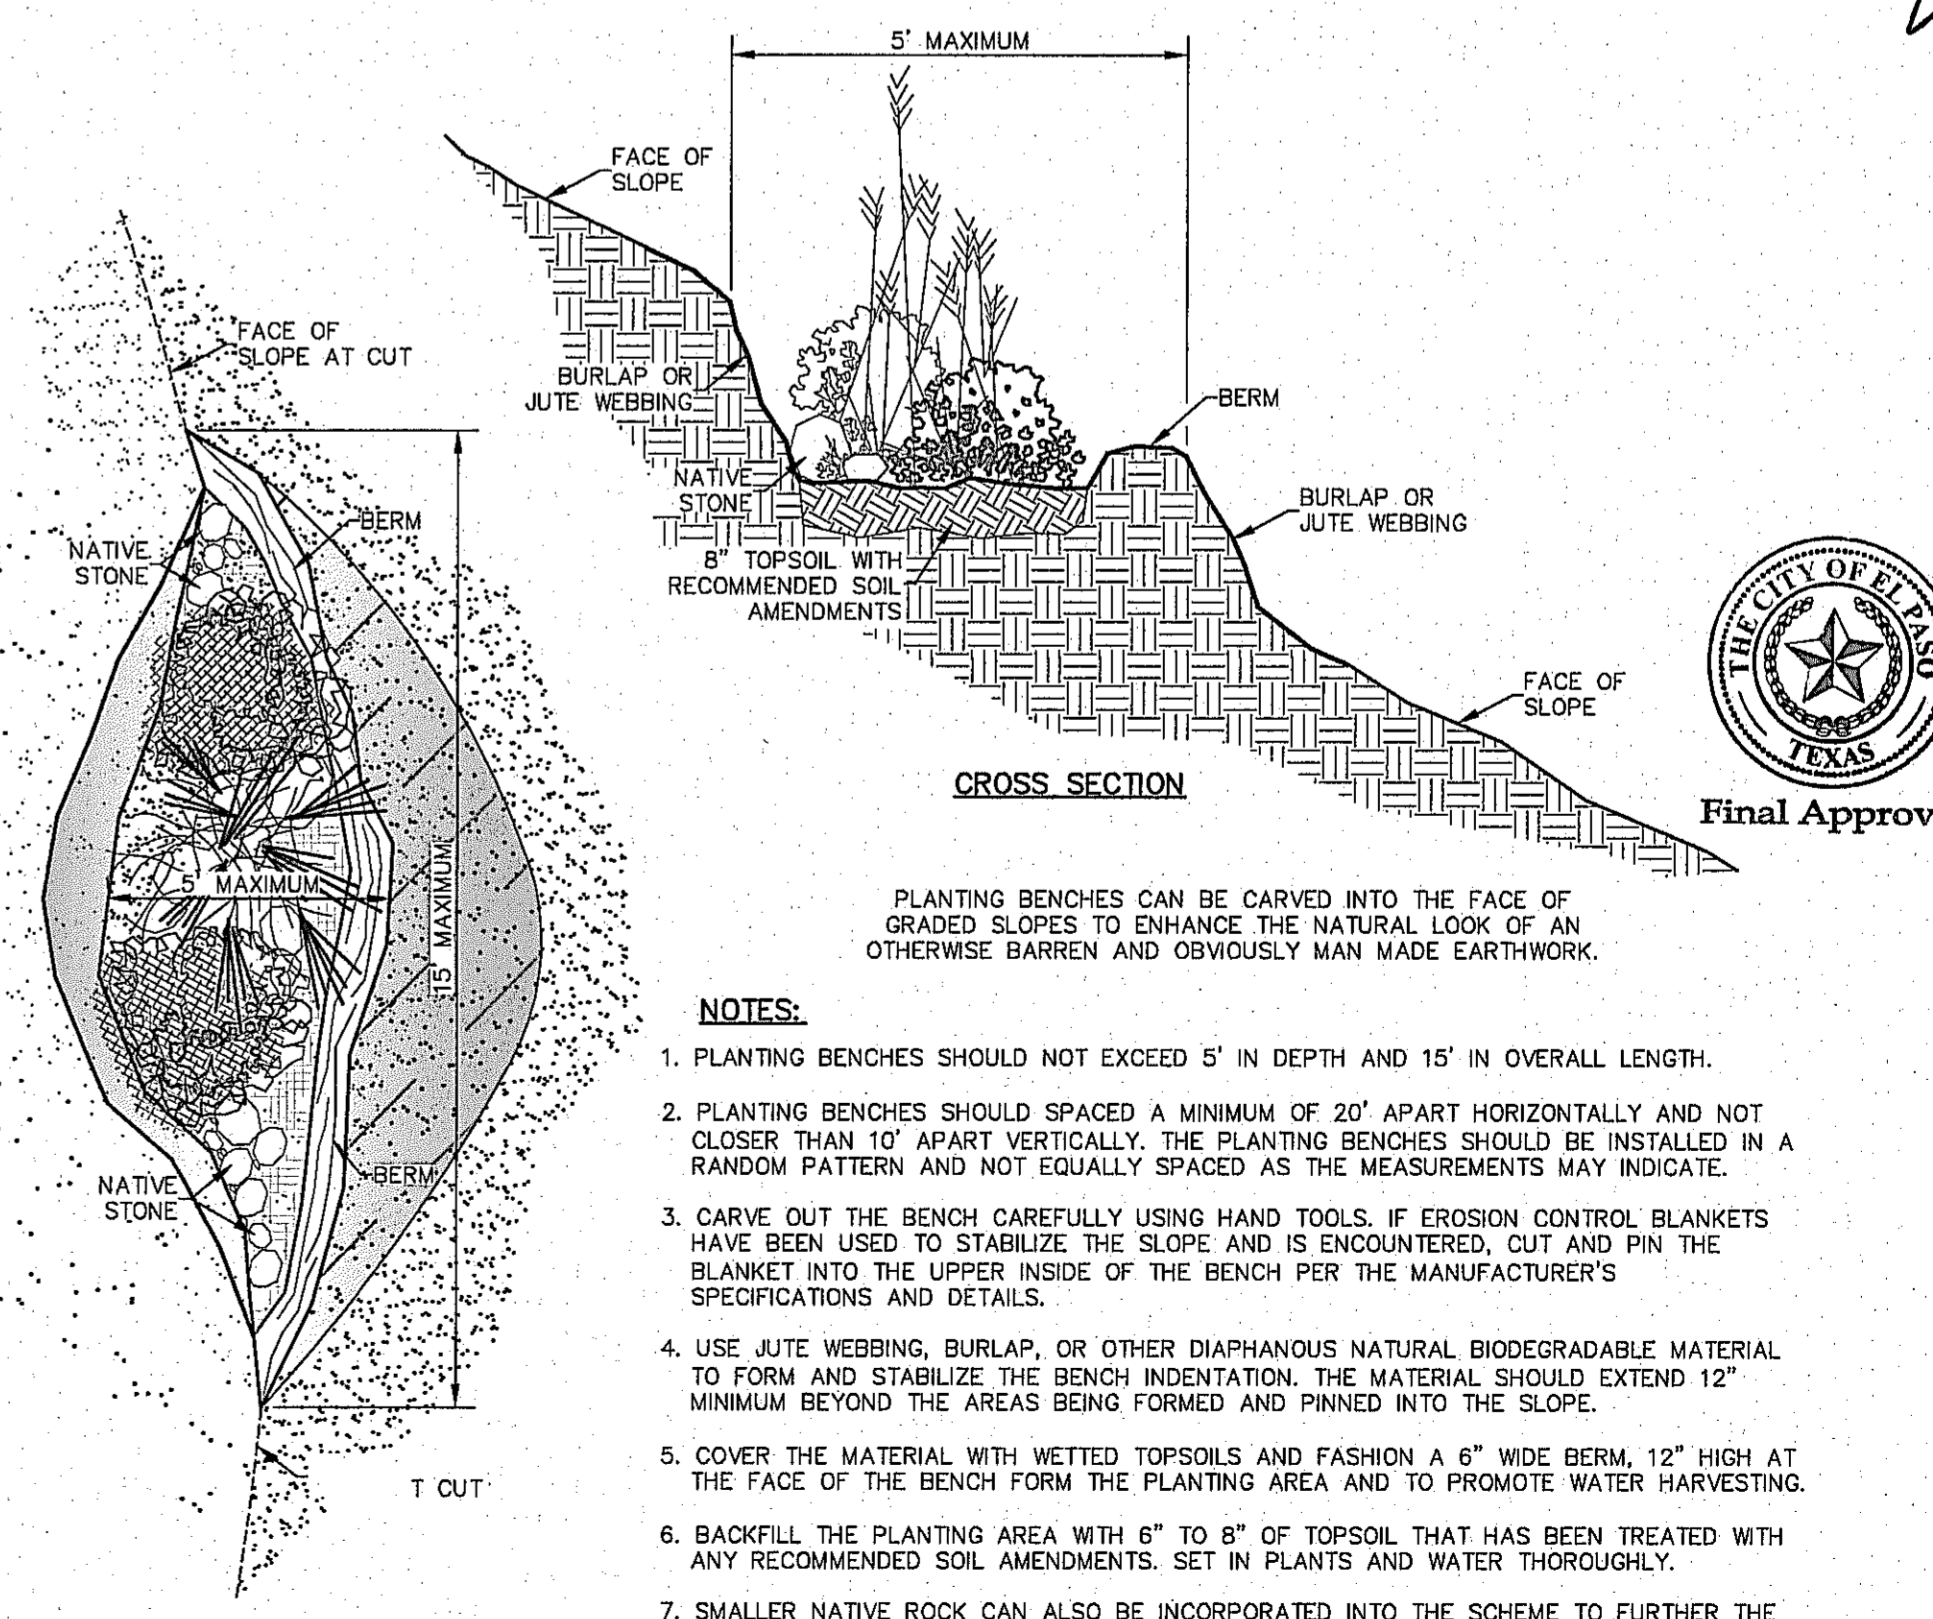 5' MAXIMUM
FACE OF
SLOPE
FACE OF
SLOPE AT CUT
BURLAP OR
JUTE WEBBING
BERM
NATIVE
STONE
BURLAP OR
JUTE WEBBING
BERM
NATIVE
STONE
8" TOPSOIL WITH
RECOMMENDED SOIL
AMENDMENTS
THE CITY OF EL PASO
TEXAS
Final Approv
FACE OF
SLOPE
CROSS SECTION
5' MAXIMUM
15' MAXIMUM
PLANTING BENCHES CAN BE CARVED INTO THE FACE OF
GRADED SLOPES TO ENHANCE THE NATURAL LOOK OF AN
OTHERWISE BARREN AND OBVIOUSLY MAN MADE EARTHWORK.
NOTES:
1. PLANTING BENCHES SHOULD NOT EXCEED 5' IN DEPTH AND 15' IN OVERALL LENGTH.
2. PLANTING BENCHES SHOULD SPACED A MINIMUM OF 20' APART HORIZONTALLY AND NOT
CLOSER THAN 10' APART VERTICALLY. THE PLANTING BENCHES SHOULD BE INSTALLED IN A
RANDOM PATTERN AND NOT EQUALLY SPACED AS THE MEASUREMENTS MAY INDICATE.
BERM
NATIVE
STONE
3. CARVE OUT THE BENCH CAREFULLY USING HAND TOOLS. IF EROSION CONTROL BLANKETS
HAVE BEEN USED TO STABILIZE THE SLOPE AND IS ENCOUNTERED, CUT AND PIN THE
BLANKET INTO THE UPPER INSIDE OF THE BENCH PER THE MANUFACTURER'S
SPECIFICATIONS AND DETAILS.
4. USE JUTE WEBBING, BURLAP, OR OTHER DIAPHANOUS NATURAL BIODEGRADABLE MATERIAL
TO FORM AND STABILIZE THE BENCH INDENTATION. THE MATERIAL SHOULD EXTEND 12"
MINIMUM BEYOND THE AREAS BEING FORMED AND PINNED INTO THE SLOPE.
5. COVER THE MATERIAL WITH WETTED TOPSOILS AND FASHION A 6" WIDE BERM, 12" HIGH AT
THE FACE OF THE BENCH FORM THE PLANTING AREA AND TO PROMOTE WATER HARVESTING.
T CUT
6. BACKFILL THE PLANTING AREA WITH 6" TO 8" OF TOPSOIL THAT HAS BEEN TREATED WITH
ANY RECOMMENDED SOIL AMENDMENTS. SET IN PLANTS AND WATER THOROUGHLY.
7. SMALLER NATIVE ROCK CAN ALSO BE INCORPORATED INTO THE SCHEME TO FURTHER THE